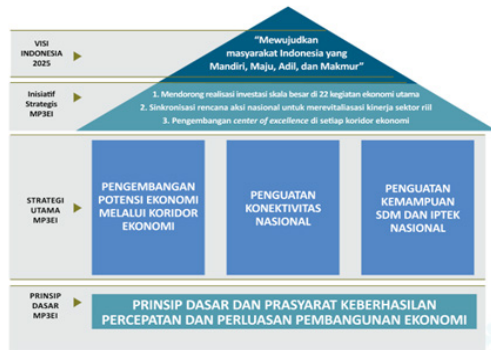 VISI
INDONESIA
2025
“Mewujudkan
masyarakat Indonesia yang
Mandiri, Maju, Adil, dan Makmur”
Inisiatif
Strategis
MP3EI
1. Mendorong realisasi investasi skala besar di 22 kegiatan ekonomi utama
2. Sinkronisasi rencana aksi nasional untuk merevitaliasasi kinerja sektor riil
3. Pengembangan center of excellence di setiap koridor ekonomi
STRATEGI
UTAMA
MP3EI
PENGEMBANGAN
POTENSI EKONOMI
MELALUI KORIDOR
EKONOMI
PENGUATAN
KONEKTIVITAS
NASIONAL
PENGUATAN
KEMAMPUAN
SDM DAN IPTEK
NASIONAL
PRINSIP
DASAR
MP3EI
PRINSIP DASAR DAN PRASYARAT KEBERHASILAN
PERCEPATAN DAN PERLUASAN PEMBANGUNAN EKONOMI